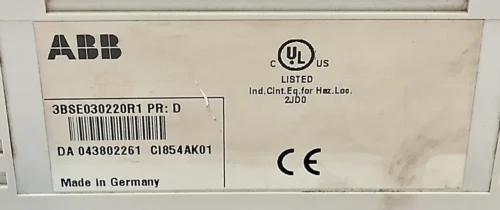 ABB
C UL US
LISTED
Ind.Cint.Eq.for Haz.Loc.
2JD0
3BSE030220R1 PR: D
DA 043802261 CI854AK01
CE
Made in Germany